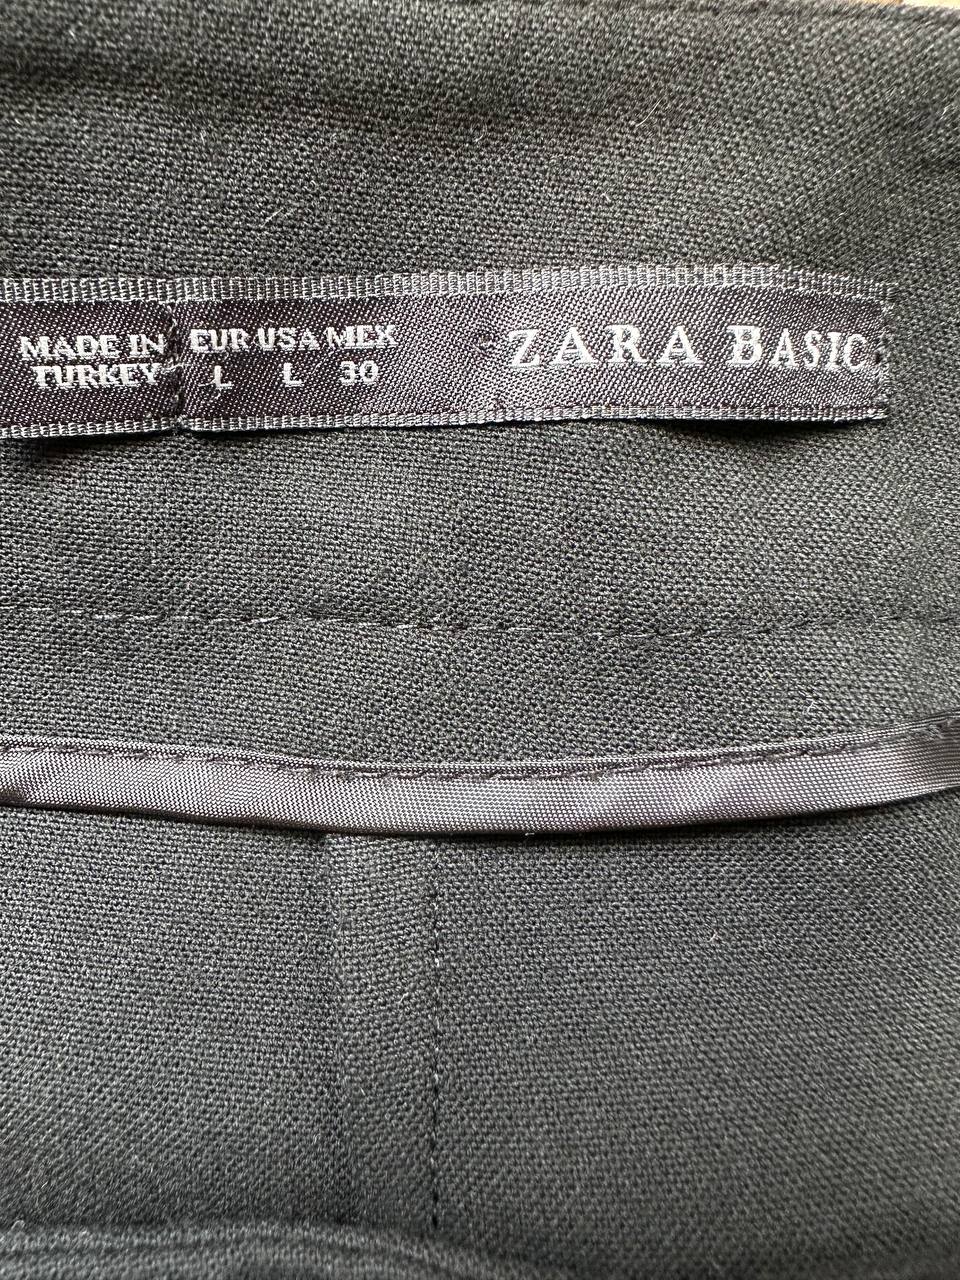 MADE IN
TURKEY
EUR USA MEX
L L 30
ZARA BASIC